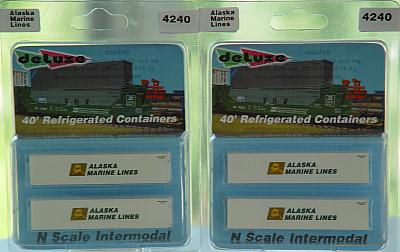 Alaska
Marine
Lines
4240
deluxe
40' Refrigerated Containers
ALASKA
MARINE LINES
ALASKA
MARINE LINES
N Scale Intermodal
Alaska
Marine
Lines
4240
deluxe
40' Refrigerated Containers
ALASKA
MARINE LINES
ALASKA
MARINE LINES
N Scale Intermodal